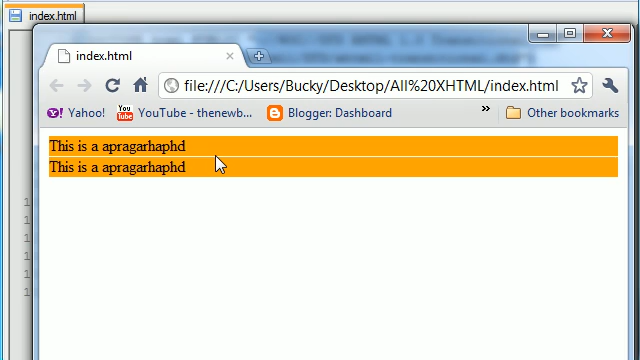 index.html
index.html
file:///C:/Users/Bucky/Desktop/All%20XHTML/index.html
Yahoo!
YouTube - thenewb...
Blogger: Dashboard
»
Other bookmarks
This is a apragarhaphd
This is a apragarhaphd